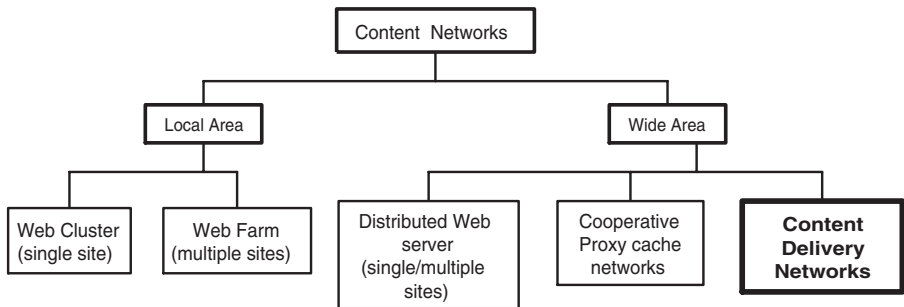 Content Networks
Local Area
Wide Area
Web Cluster
(single site)
Web Farm
(multiple sites)
Distributed Web
server
(single/multiple
sites)
Cooperative
Proxy cache
networks
Content
Delivery
Networks